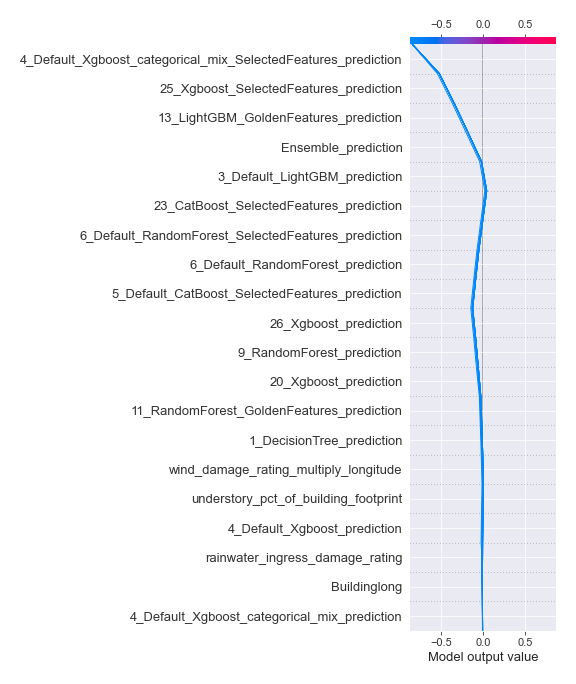 −0.5 0.0 0.5
4_Default_Xgboost_categorical_mix_SelectedFeatures_prediction
25_Xgboost_SelectedFeatures_prediction
13_LightGBM_GoldenFeatures_prediction
Ensemble_prediction
3_Default_LightGBM_prediction
23_CatBoost_SelectedFeatures_prediction
6_Default_RandomForest_SelectedFeatures_prediction
6_Default_RandomForest_prediction
5_Default_CatBoost_SelectedFeatures_prediction
26_Xgboost_prediction
9_RandomForest_prediction
20_Xgboost_prediction
11_RandomForest_GoldenFeatures_prediction
1_DecisionTree_prediction
wind_damage_rating_multiply_longitude
understory_pct_of_building_footprint
4_Default_Xgboost_prediction
rainwater_ingress_damage_rating
Buildinglong
4_Default_Xgboost_categorical_mix_prediction
−0.5 0.0 0.5
Model output value